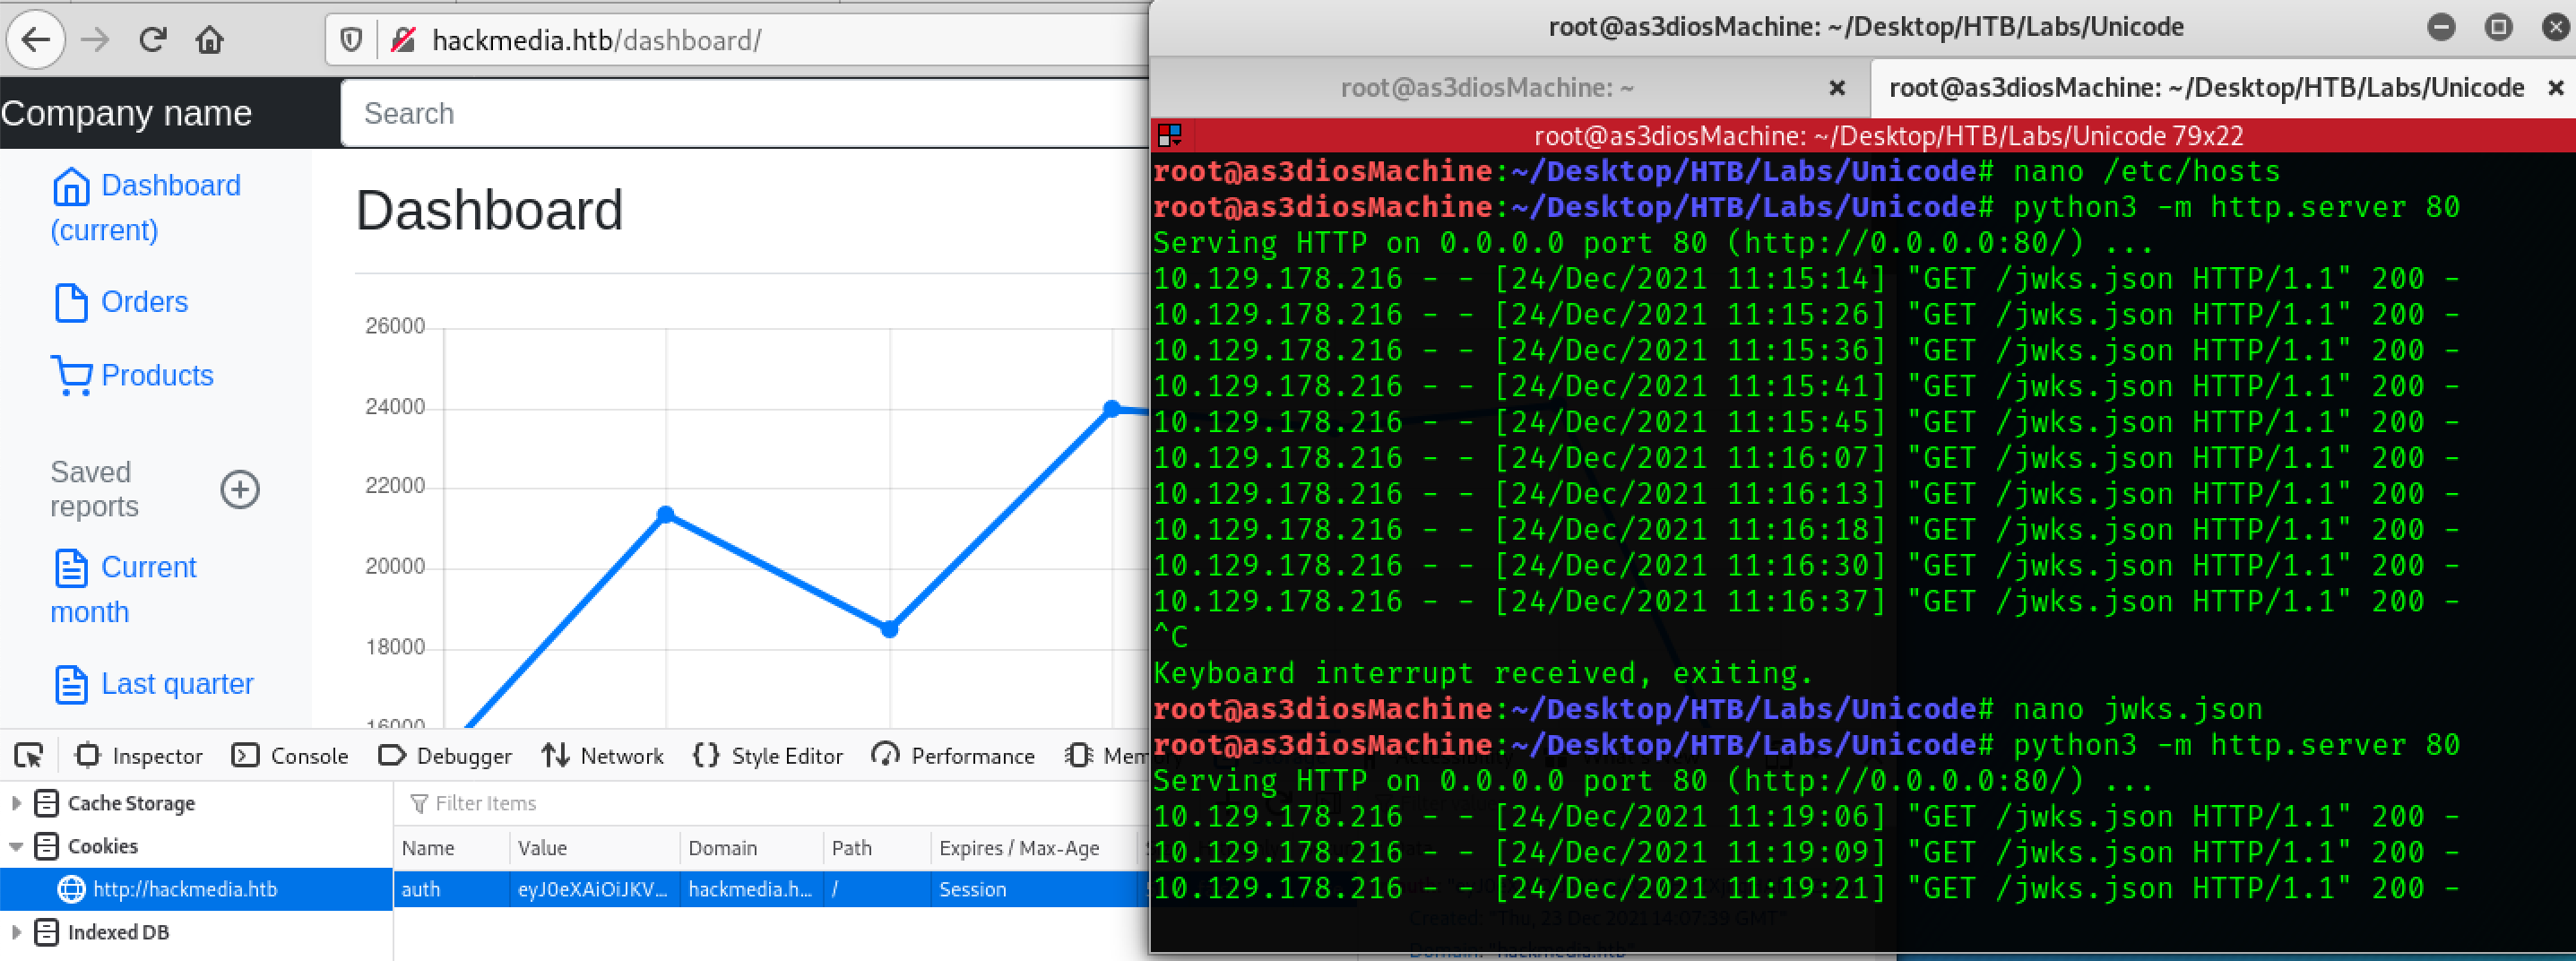 hackmedia.htb/dashboard/
Company name
Search
Dashboard
(current)
Orders
Products
Saved
reports
Current
month
Last quarter
Dashboard
26000
24000
22000
20000
18000
16000
Inspector Console Debugger Network Style Editor Performance Mem
Cache Storage
Cookies
http://hackmedia.htb
Indexed DB
Filter Items
Name Value Domain Path Expires / Max-Age
auth eyJ0eXAiOiJKV... hackmedia.h... / Session
root@as3diosMachine: ~/Desktop/HTB/Labs/Unicode
root@as3diosMachine: ~
root@as3diosMachine: ~/Desktop/HTB/Labs/Unicode
root@as3diosMachine: ~/Desktop/HTB/Labs/Unicode 79x22
root@as3diosMachine:~/Desktop/HTB/Labs/Unicode# nano /etc/hosts
root@as3diosMachine:~/Desktop/HTB/Labs/Unicode# python3 -m http.server 80
Serving HTTP on 0.0.0.0 port 80 (http://0.0.0.0:80/) ...
10.129.178.216 - - [24/Dec/2021 11:15:14] "GET /jwks.json HTTP/1.1" 200 -
10.129.178.216 - - [24/Dec/2021 11:15:26] "GET /jwks.json HTTP/1.1" 200 -
10.129.178.216 - - [24/Dec/2021 11:15:36] "GET /jwks.json HTTP/1.1" 200 -
10.129.178.216 - - [24/Dec/2021 11:15:41] "GET /jwks.json HTTP/1.1" 200 -
10.129.178.216 - - [24/Dec/2021 11:15:45] "GET /jwks.json HTTP/1.1" 200 -
10.129.178.216 - - [24/Dec/2021 11:16:07] "GET /jwks.json HTTP/1.1" 200 -
10.129.178.216 - - [24/Dec/2021 11:16:13] "GET /jwks.json HTTP/1.1" 200 -
10.129.178.216 - - [24/Dec/2021 11:16:18] "GET /jwks.json HTTP/1.1" 200 -
10.129.178.216 - - [24/Dec/2021 11:16:30] "GET /jwks.json HTTP/1.1" 200 -
10.129.178.216 - - [24/Dec/2021 11:16:37] "GET /jwks.json HTTP/1.1" 200 -
^C
Keyboard interrupt received, exiting.
root@as3diosMachine:~/Desktop/HTB/Labs/Unicode# nano jwks.json
root@as3diosMachine:~/Desktop/HTB/Labs/Unicode# python3 -m http.server 80
Serving HTTP on 0.0.0.0 port 80 (http://0.0.0.0:80/) ...
10.129.178.216 - - [24/Dec/2021 11:19:06] "GET /jwks.json HTTP/1.1" 200 -
10.129.178.216 - - [24/Dec/2021 11:19:09] "GET /jwks.json HTTP/1.1" 200 -
10.129.178.216 - - [24/Dec/2021 11:19:21] "GET /jwks.json HTTP/1.1" 200 -
Created: "Thu, 23 Dec 2021 14:07:39 GMT"
Domain: "hackmedia.htb"